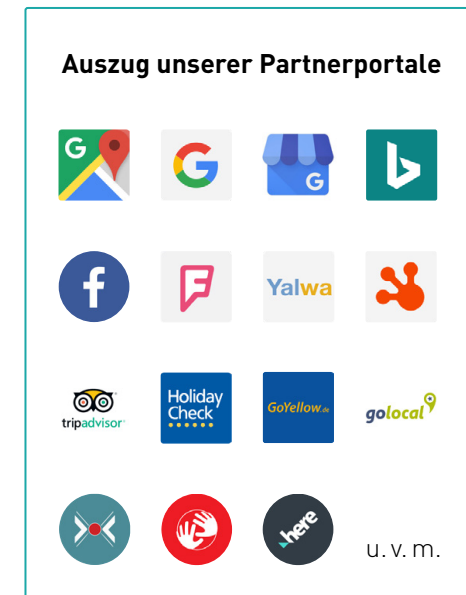 Auszug unserer Partnerportale
G
G
G
b
f
F
Yalwa
tripadvisor
Holiday
Check
GoYellow.de
golocal
here
u. v. m.